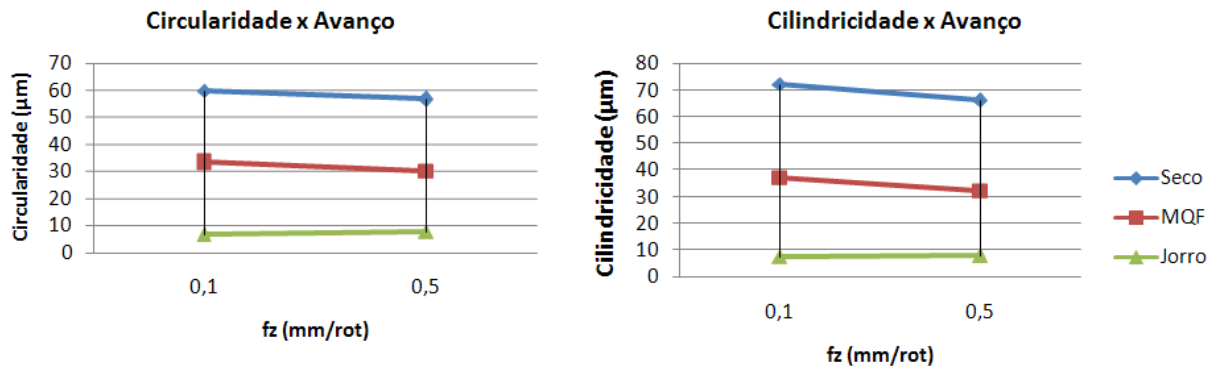 Circularidade x Avanço
Circularidade (µm)
70
60
50
40
30
20
10
0
0,1
0,5
fz (mm/rot)
Cilindricidade x Avanço
Cilindricidade (µm)
80
70
60
50
40
30
20
10
0
0,1
0,5
fz (mm/rot)
Seco
MQF
Jorro